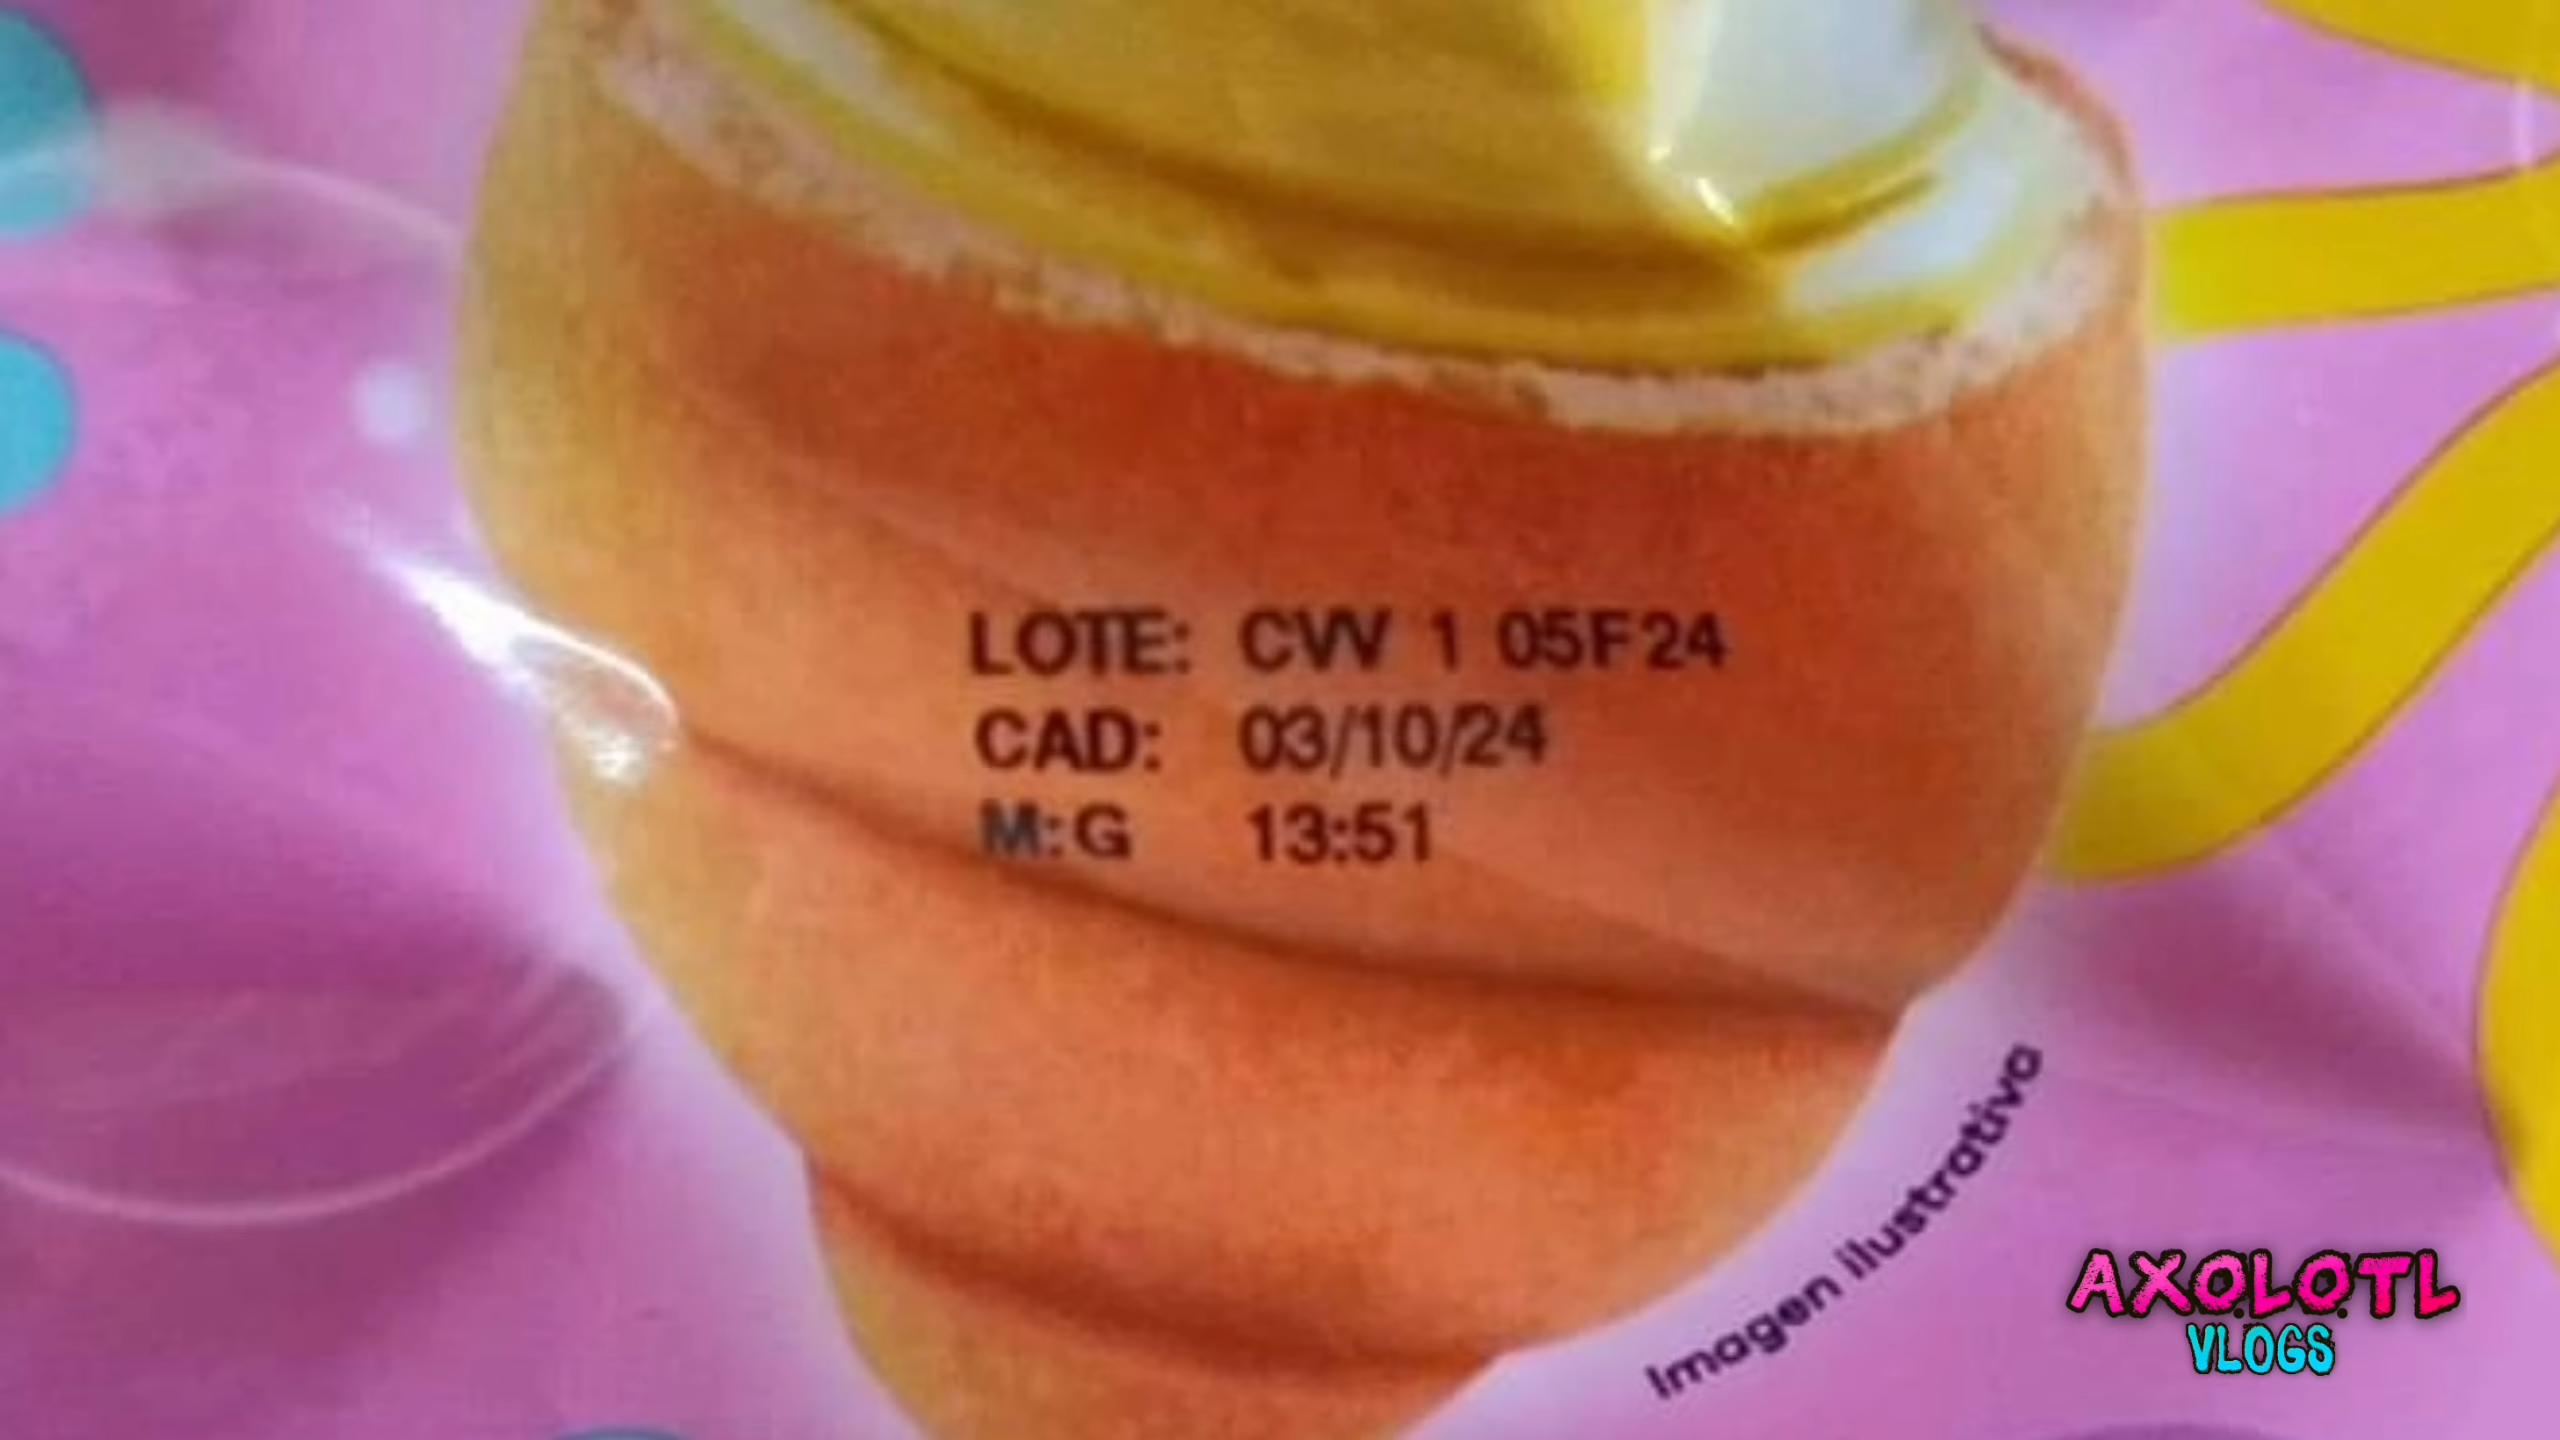 LOTE: CW 1 05F24
CAD: 03/10/24
M:G 13:51
Imagen ilustrativa
AXOLOTL
VLOGS